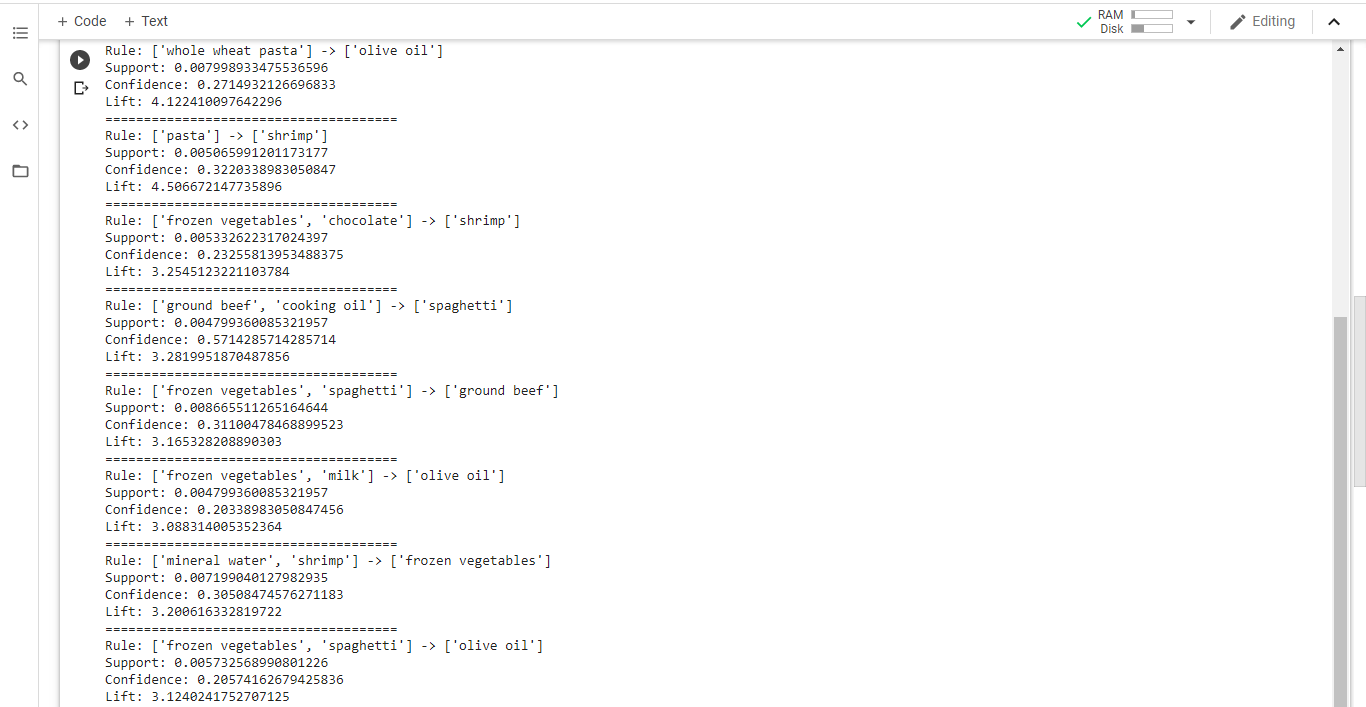 + Code + Text
RAM
Disk
Editing
Rule: ['whole wheat pasta'] -> ['olive oil']
Support: 0.007998933475536596
Confidence: 0.2714932126696833
Lift: 4.122410097642296
======================================
Rule: ['pasta'] -> ['shrimp']
Support: 0.005065991201173177
Confidence: 0.3220338983050847
Lift: 4.506672147735896
======================================
Rule: ['frozen vegetables', 'chocolate'] -> ['shrimp']
Support: 0.005332622317024397
Confidence: 0.23255813953488375
Lift: 3.2545123221103784
======================================
Rule: ['ground beef', 'cooking oil'] -> ['spaghetti']
Support: 0.004799360085321957
Confidence: 0.5714285714285714
Lift: 3.2819951870487856
======================================
Rule: ['frozen vegetables', 'spaghetti'] -> ['ground beef']
Support: 0.008665511265164644
Confidence: 0.31100478468899523
Lift: 3.165328208890303
======================================
Rule: ['frozen vegetables', 'milk'] -> ['olive oil']
Support: 0.004799360085321957
Confidence: 0.20338983050847456
Lift: 3.088314005352364
======================================
Rule: ['mineral water', 'shrimp'] -> ['frozen vegetables']
Support: 0.007199040127982935
Confidence: 0.30508474576271183
Lift: 3.200616332819722
======================================
Rule: ['frozen vegetables', 'spaghetti'] -> ['olive oil']
Support: 0.005732568990801226
Confidence: 0.20574162679425836
Lift: 3.1240241752707125